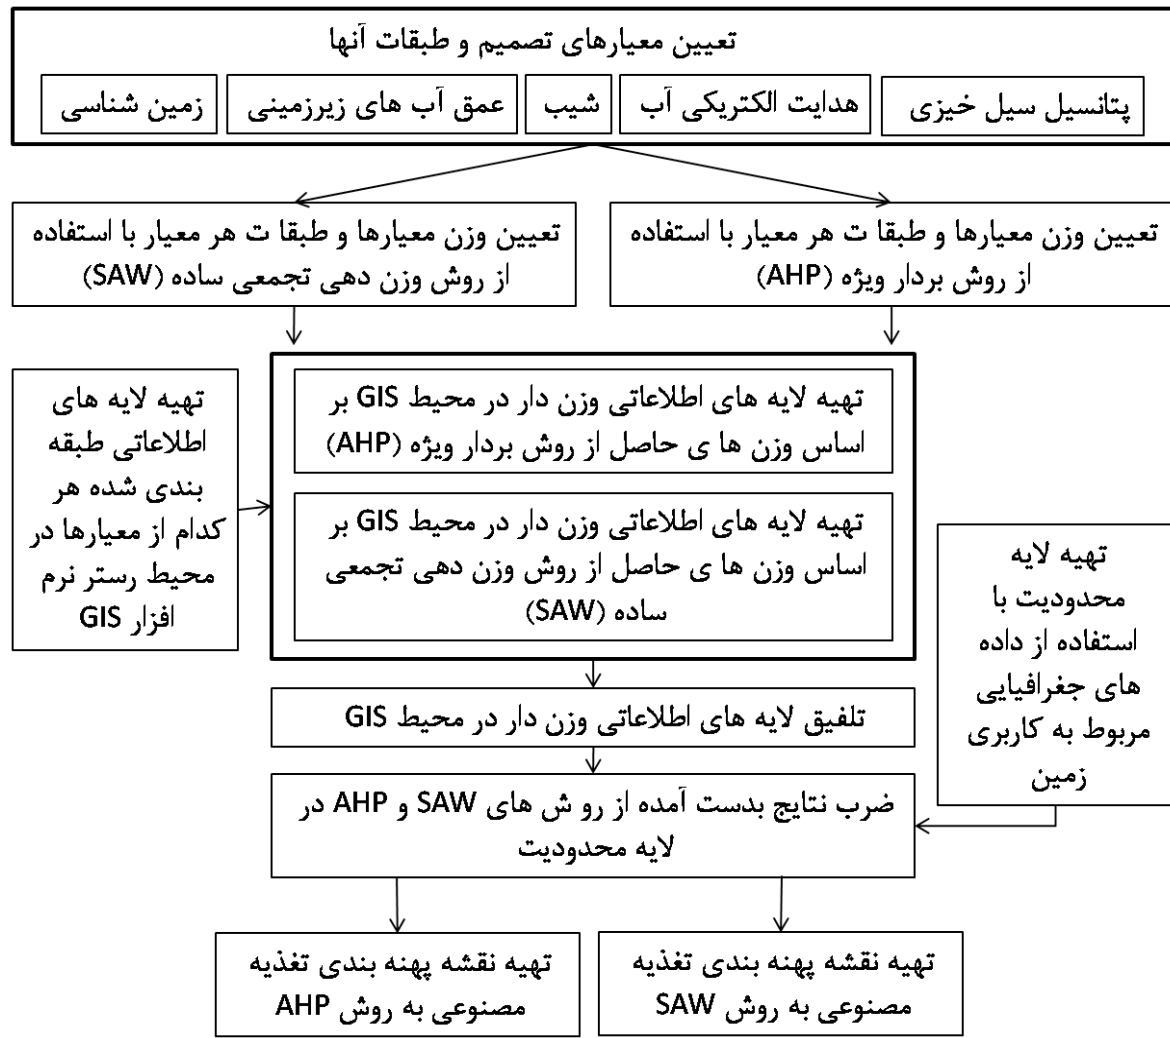 تعیین معیارهای تصمیم و طبقات آنها
پتانسیل سیل خیزی
هدایت الکتریکی آب
شیب
عمق آب های زیرزمینی
زمین شناسی
تعیین وزن معیارها و طبقا ت هر معیار با استفاده
از روش بردار ویژه (AHP)
تعیین وزن معیارها و طبقا ت هر معیار با استفاده
از روش وزن دهی تجمعی ساده (SAW)
تهیه لایه های اطلاعاتی وزن دار در محیط GIS بر
اساس وزن ها ی حاصل از روش بردار ویژه (AHP)
تهیه لایه های اطلاعاتی وزن دار در محیط GIS بر
اساس وزن ها ی حاصل از روش وزن دهی تجمعی
ساده (SAW)
تهیه لایه های
اطلاعاتی طبقه
بندی شده هر
کدام از معیارها در
محیط رستر نرم
افزار GIS
تهیه لایه
محدودیت با
استفاده از داده
های جغرافیایی
مربوط به کاربری
زمین
تلفیق لایه های اطلاعاتی وزن دار در محیط GIS
ضرب نتایج بدست آمده از رو ش های SAW و AHP در
لایه محدودیت
تهیه نقشه پهنه بندی تغذیه
مصنوعی به روش SAW
تهیه نقشه پهنه بندی تغذیه
مصنوعی به روش AHP